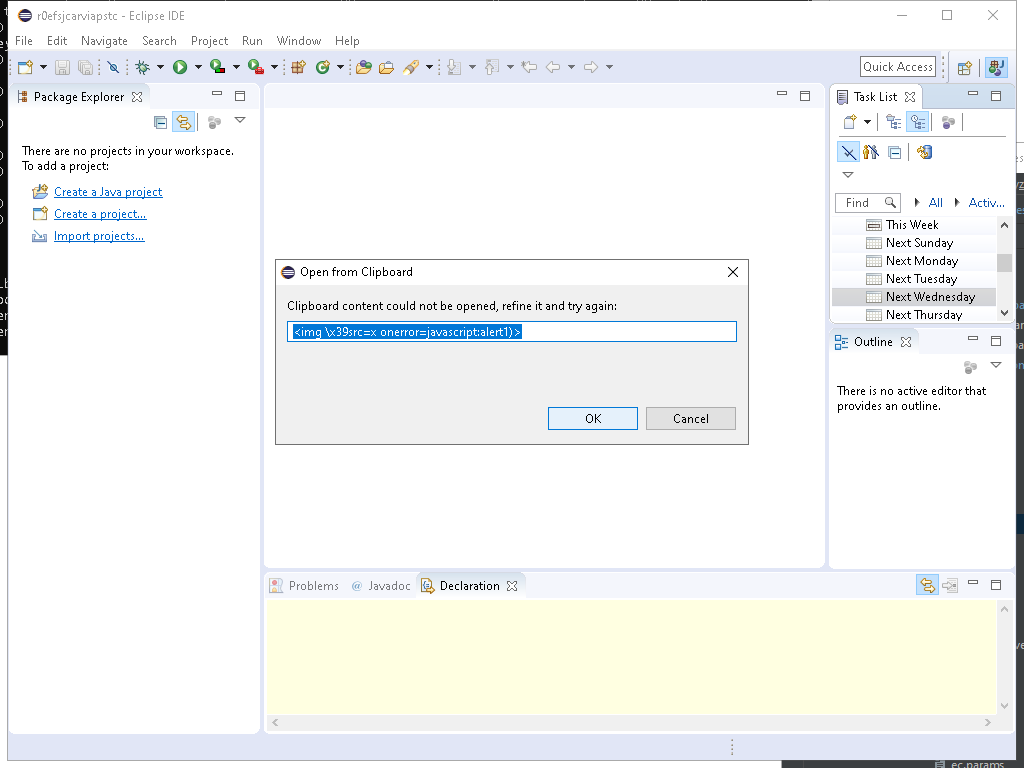 r0efsjcarviapstc - Eclipse IDE
File Edit Navigate Search Project Run Window Help
Quick Access
Package Explorer
There are no projects in your workspace.
To add a project:
Create a Java project
Create a project...
Import projects...
Task List
Find
All
Activ...
This Week
Next Sunday
Next Monday
Next Tuesday
Next Wednesday
Next Thursday
Open from Clipboard
Clipboard content could not be opened, refine it and try again:
<img \x39src=x onerror=javascript:alert1)>
OK
Cancel
Outline
There is no active editor that
provides an outline.
Problems
@ Javadoc
Declaration
ec.params